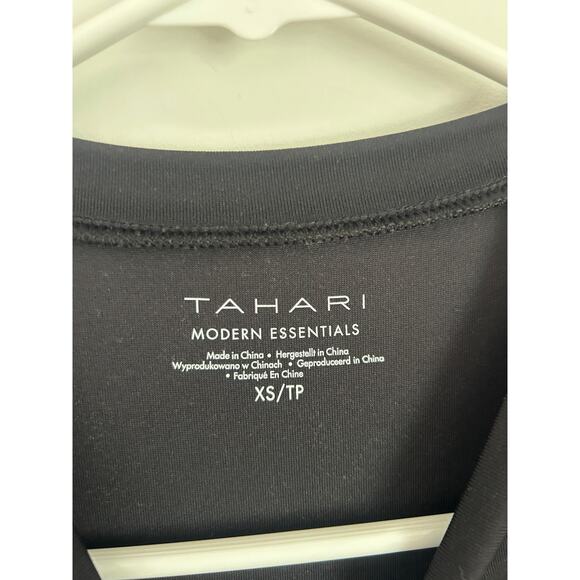 TAHARI
MODERN ESSENTIALS
Made in China • Hergestellt in China
Wyprodukowano w Chinach • Geproduceerd in China
• Fabriqué En Chine
XS/TP